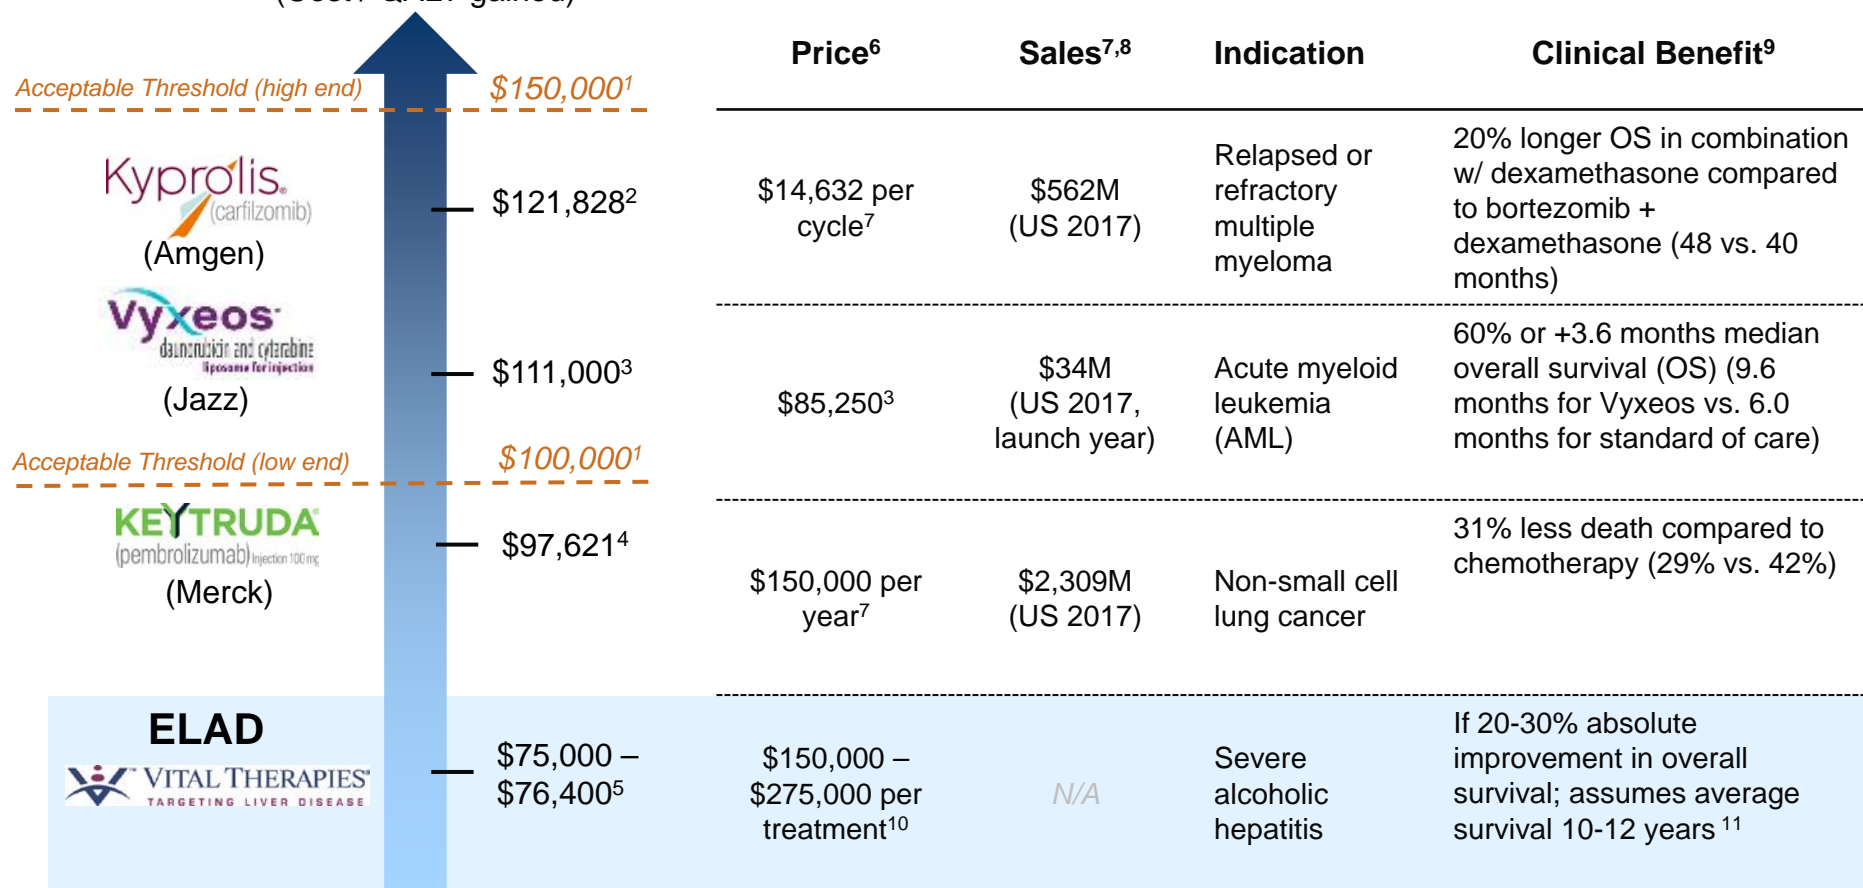 (Cost / QALY gained)
Price⁶ Sales⁷,⁸ Indication Clinical Benefit⁹
Acceptable Threshold (high end) $150,000¹
Kyprolis®
(carfilzomib)
(Amgen)
$121,828²
$14,632 per
cycle⁷
$562M
(US 2017)
Relapsed or
refractory
multiple
myeloma
20% longer OS in combination
w/ dexamethasone compared
to bortezomib +
dexamethasone (48 vs. 40
months)
Vyxeos
daunorubicin and cytarabine
liposome for injection
(Jazz)
$111,000³
$85,250³
$34M
(US 2017,
launch year)
Acute myeloid
leukemia
(AML)
60% or +3.6 months median
overall survival (OS) (9.6
months for Vyxeos vs. 6.0
months for standard of care)
Acceptable Threshold (low end) $100,000¹
KEYTRUDA®
(pembrolizumab) Injection 100 mg
(Merck)
$97,621⁴
$150,000 per
year⁷
$2,309M
(US 2017)
Non-small cell
lung cancer
31% less death compared to
chemotherapy (29% vs. 42%)
ELAD
VITAL THERAPIES
TARGETING LIVER DISEASE
$75,000 –
$76,400⁵
$150,000 –
$275,000 per
treatment¹⁰
N/A
Severe
alcoholic
hepatitis
If 20-30% absolute
improvement in overall
survival; assumes average
survival 10-12 years ¹¹